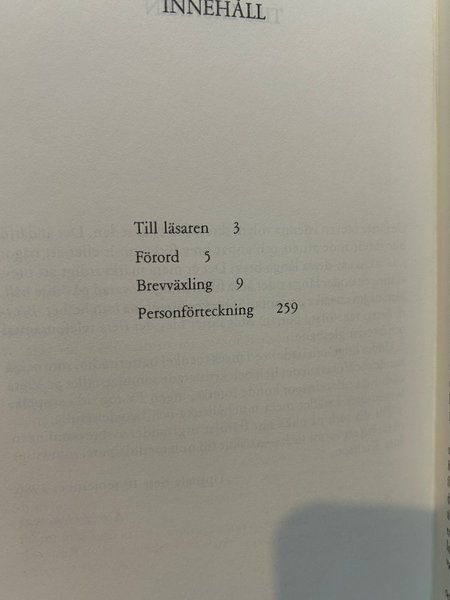 INNEHÅLL
Till läsaren 3
Förord 5
Brevväxling 9
Personförteckning 259